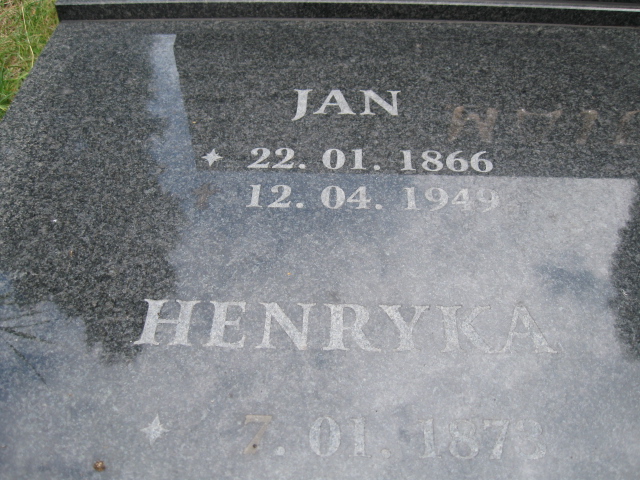 JAN
22. 01. 1866
12. 04. 1949
HENRYKA
7. 01. 1873